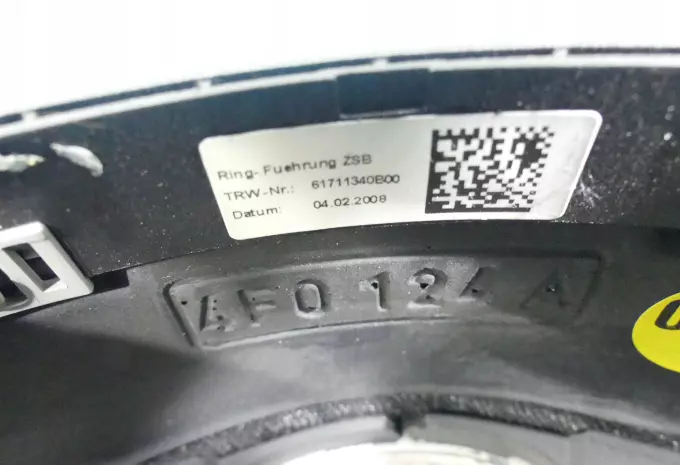 Ring-Fuehrung ZSB
TRW-Nr.: 61711340B00
Datum: 04.02.2008
4F0 124 A